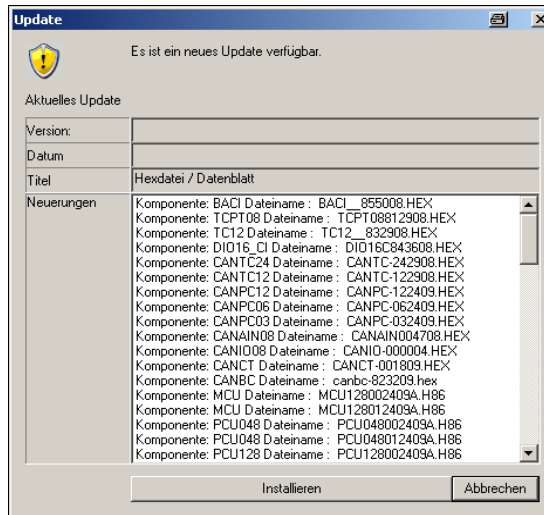 Update
Es ist ein neues Update verfügbar.
Aktuelles Update
Version:
Datum
Titel Hexdatei / Datenblatt
Neuerungen Komponente: BACI Dateiname : BACI__855008.HEX
Komponente: TCPT08 Dateiname : TCPT08812908.HEX
Komponente: TC12 Dateiname : TC12__832908.HEX
Komponente: DIO16_CI Dateiname : DIO16C843608.HEX
Komponente: CANTC24 Dateiname : CANTC-242908.HEX
Komponente: CANTC12 Dateiname : CANTC-122908.HEX
Komponente: CANPC12 Dateiname : CANPC-122409.HEX
Komponente: CANPC06 Dateiname : CANPC-062409.HEX
Komponente: CANPC03 Dateiname : CANPC-032409.HEX
Komponente: CANAIN08 Dateiname : CANAIN004708.HEX
Komponente: CANIO08 Dateiname : CANIO-000004.HEX
Komponente: CANCT Dateiname : CANCT-001809.HEX
Komponente: CANBC Dateiname : canbc-823209.hex
Komponente: MCU Dateiname : MCU128002409A.H86
Komponente: MCU Dateiname : MCU128012409A.H86
Komponente: PCU048 Dateiname : PCU048002409A.H86
Komponente: PCU048 Dateiname : PCU048012409A.H86
Komponente: PCU128 Dateiname : PCU128002409A.H86
Installieren Abbrechen